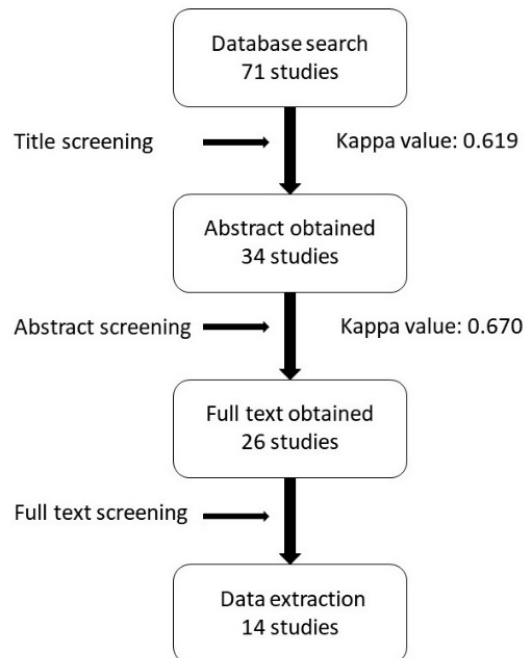 Database search
71 studies
Title screening
Kappa value: 0.619
Abstract obtained
34 studies
Abstract screening
Kappa value: 0.670
Full text obtained
26 studies
Full text screening
Data extraction
14 studies